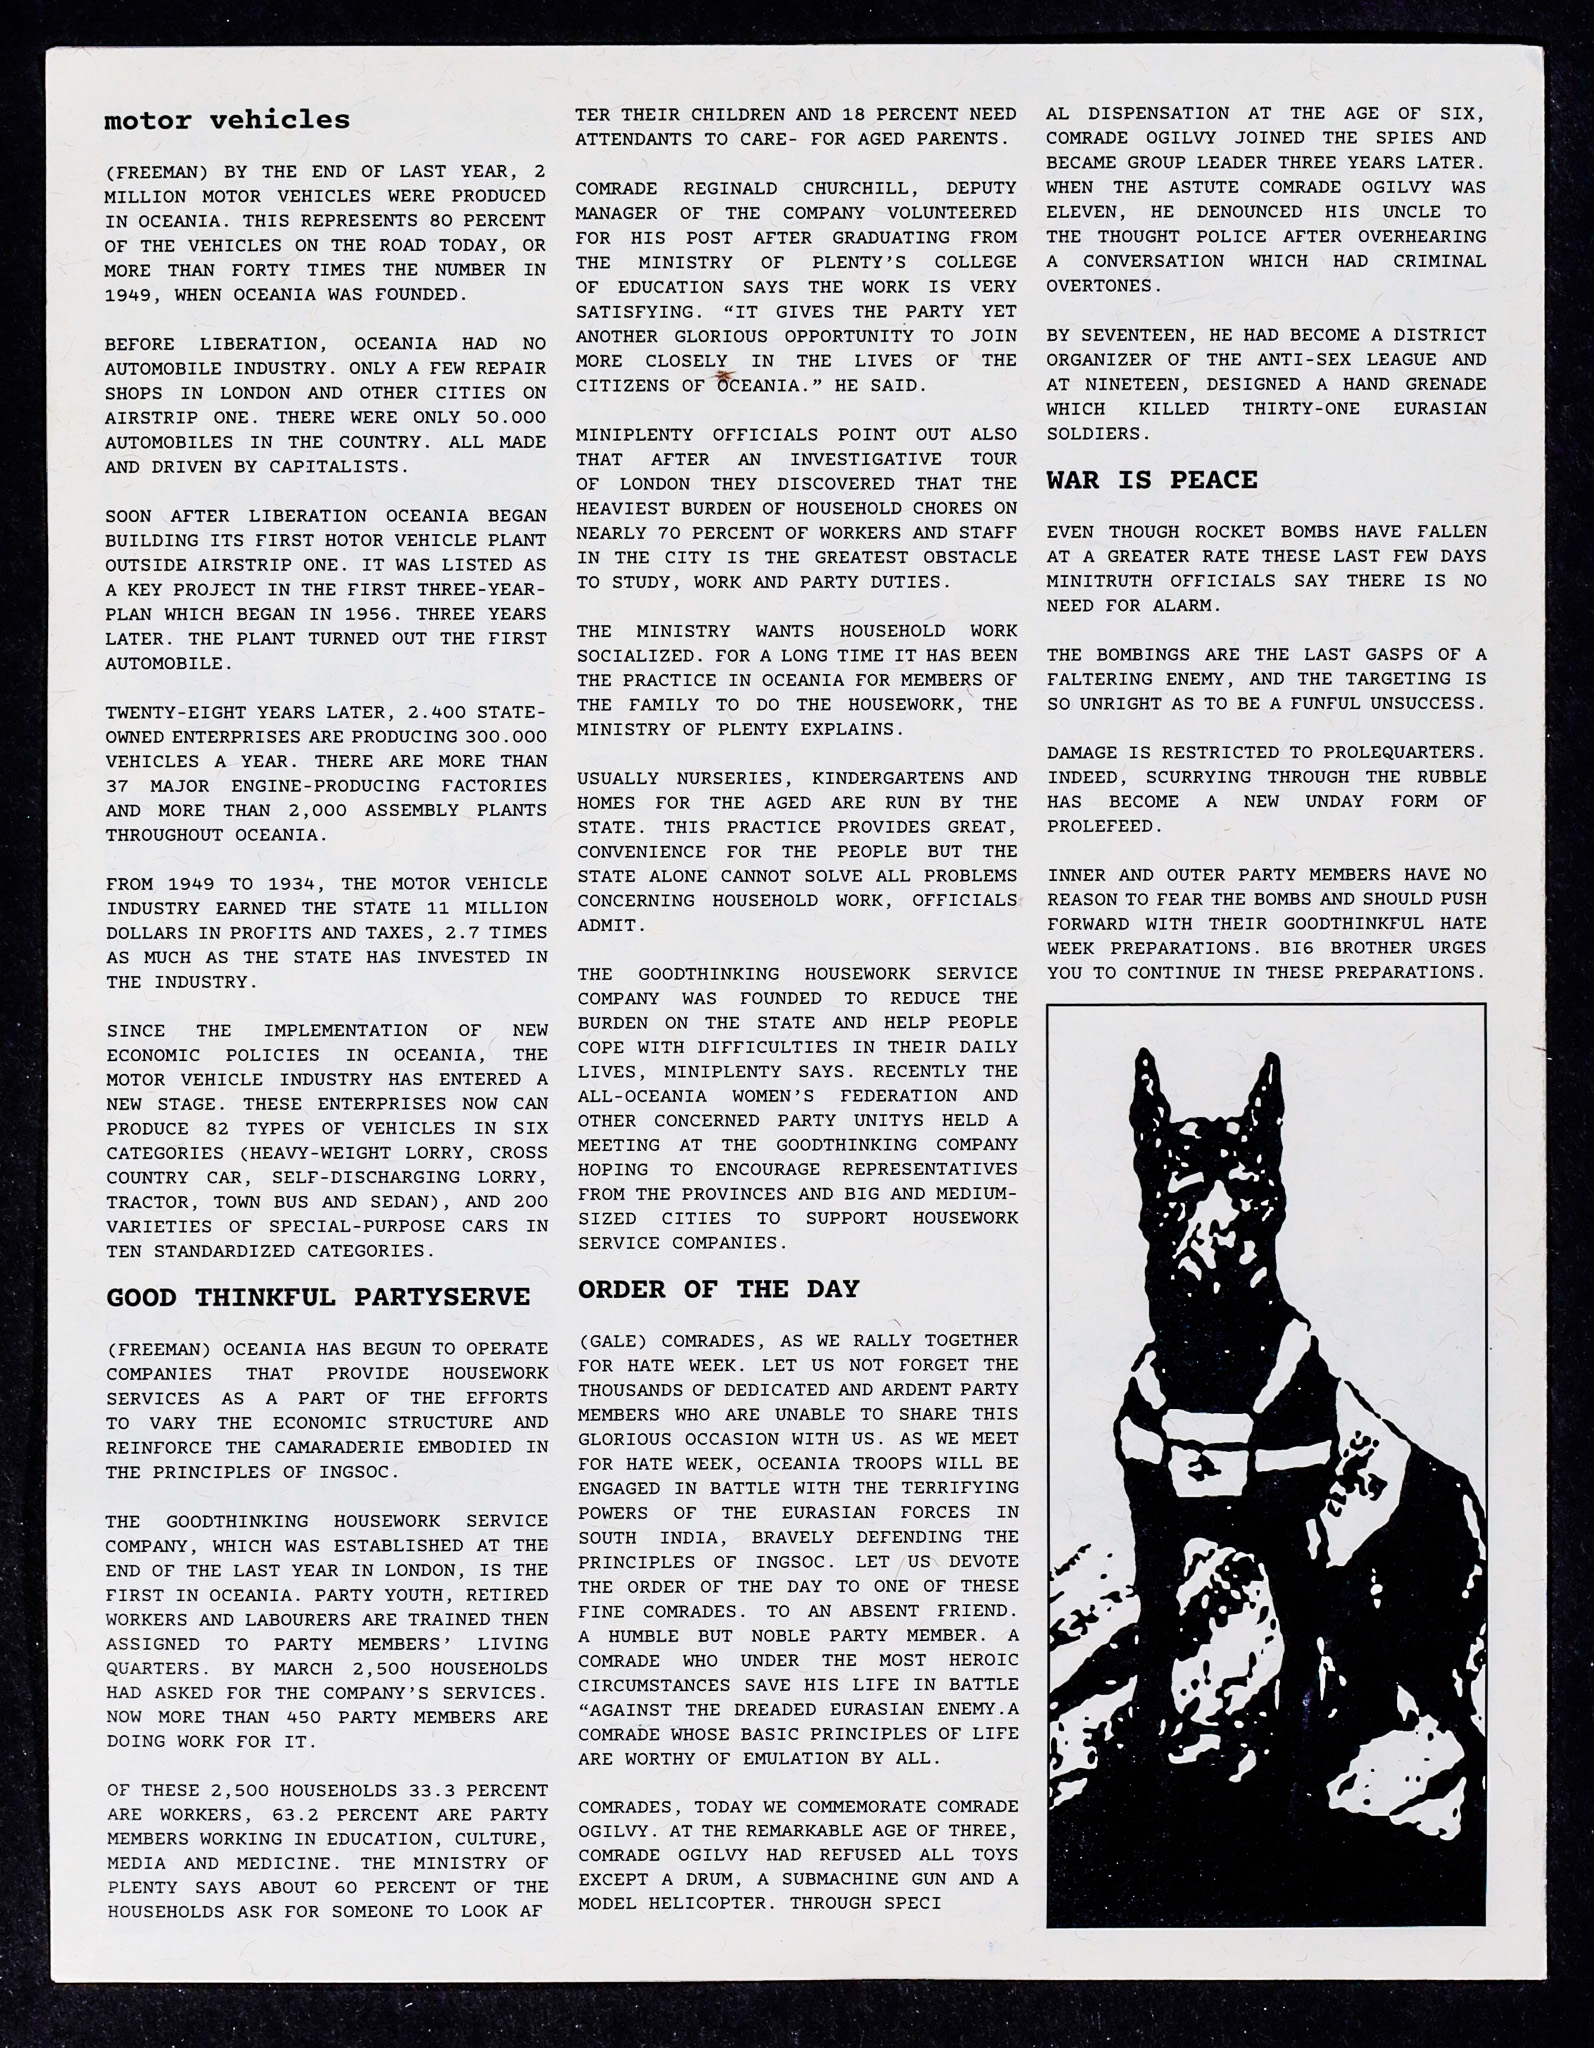 motor vehicles
(FREEMAN) BY THE END OF LAST YEAR, 2
MILLION MOTOR VEHICLES WERE PRODUCED
IN OCEANIA. THIS REPRESENTS 80 PERCENT
OF THE VEHICLES ON THE ROAD TODAY, OR
MORE THAN FORTY TIMES THE NUMBER IN
1949, WHEN OCEANIA WAS FOUNDED.
BEFORE LIBERATION, OCEANIA HAD NO
AUTOMOBILE INDUSTRY. ONLY A FEW REPAIR
SHOPS IN LONDON AND OTHER CITIES ON
AIRSTRIP ONE. THERE WERE ONLY 50.000
AUTOMOBILES IN THE COUNTRY. ALL MADE
AND DRIVEN BY CAPITALISTS.
SOON AFTER LIBERATION OCEANIA BEGAN
BUILDING ITS FIRST HOTOR VEHICLE PLANT
OUTSIDE AIRSTRIP ONE. IT WAS LISTED AS
A KEY PROJECT IN THE FIRST THREE-YEAR-
PLAN WHICH BEGAN IN 1956. THREE YEARS
LATER. THE PLANT TURNED OUT THE FIRST
AUTOMOBILE.
TWENTY-EIGHT YEARS LATER, 2.400 STATE-
OWNED ENTERPRISES ARE PRODUCING 300.000
VEHICLES A YEAR. THERE ARE MORE THAN
37 MAJOR ENGINE-PRODUCING FACTORIES
AND MORE THAN 2,000 ASSEMBLY PLANTS
THROUGHOUT OCEANIA.
FROM 1949 TO 1934, THE MOTOR VEHICLE
INDUSTRY EARNED THE STATE 11 MILLION
DOLLARS IN PROFITS AND TAXES, 2.7 TIMES
AS MUCH AS THE STATE HAS INVESTED IN
THE INDUSTRY.
SINCE THE IMPLEMENTATION OF NEW
ECONOMIC POLICIES IN OCEANIA, THE
MOTOR VEHICLE INDUSTRY HAS ENTERED A
NEW STAGE. THESE ENTERPRISES NOW CAN
PRODUCE 82 TYPES OF VEHICLES IN SIX
CATEGORIES (HEAVY-WEIGHT LORRY, CROSS
COUNTRY CAR, SELF-DISCHARGING LORRY,
TRACTOR, TOWN BUS AND SEDAN), AND 200
VARIETIES OF SPECIAL-PURPOSE CARS IN
TEN STANDARDIZED CATEGORIES.
GOOD THINKFUL PARTYSERVE
(FREEMAN) OCEANIA HAS BEGUN TO OPERATE
COMPANIES THAT PROVIDE HOUSEWORK
SERVICES AS A PART OF THE EFFORTS
TO VARY THE ECONOMIC STRUCTURE AND
REINFORCE THE CAMARADERIE EMBODIED IN
THE PRINCIPLES OF INGSOC.
THE GOODTHINKING HOUSEWORK SERVICE
COMPANY, WHICH WAS ESTABLISHED AT THE
END OF THE LAST YEAR IN LONDON, IS THE
FIRST IN OCEANIA. PARTY YOUTH, RETIRED
WORKERS AND LABOURERS ARE TRAINED THEN
ASSIGNED TO PARTY MEMBERS' LIVING
QUARTERS. BY MARCH 2,500 HOUSEHOLDS
HAD ASKED FOR THE COMPANY'S SERVICES.
NOW MORE THAN 450 PARTY MEMBERS ARE
DOING WORK FOR IT.
OF THESE 2,500 HOUSEHOLDS 33.3 PERCENT
ARE WORKERS, 63.2 PERCENT ARE PARTY
MEMBERS WORKING IN EDUCATION, CULTURE,
MEDIA AND MEDICINE. THE MINISTRY OF
PLENTY SAYS ABOUT 60 PERCENT OF THE
HOUSEHOLDS ASK FOR SOMEONE TO LOOK AF
TER THEIR CHILDREN AND 18 PERCENT NEED
ATTENDANTS TO CARE- FOR AGED PARENTS.
COMRADE REGINALD CHURCHILL, DEPUTY
MANAGER OF THE COMPANY VOLUNTEERED
FOR HIS POST AFTER GRADUATING FROM
THE MINISTRY OF PLENTY'S COLLEGE
OF EDUCATION SAYS THE WORK IS VERY
SATISFYING. “IT GIVES THE PARTY YET
ANOTHER GLORIOUS OPPORTUNITY TO JOIN
MORE CLOSELY IN THE LIVES OF THE
CITIZENS OF OCEANIA.” HE SAID.
MINIPLENTY OFFICIALS POINT OUT ALSO
THAT AFTER AN INVESTIGATIVE TOUR
OF LONDON THEY DISCOVERED THAT THE
HEAVIEST BURDEN OF HOUSEHOLD CHORES ON
NEARLY 70 PERCENT OF WORKERS AND STAFF
IN THE CITY IS THE GREATEST OBSTACLE
TO STUDY, WORK AND PARTY DUTIES.
THE MINISTRY WANTS HOUSEHOLD WORK
SOCIALIZED. FOR A LONG TIME IT HAS BEEN
THE PRACTICE IN OCEANIA FOR MEMBERS OF
THE FAMILY TO DO THE HOUSEWORK, THE
MINISTRY OF PLENTY EXPLAINS.
USUALLY NURSERIES, KINDERGARTENS AND
HOMES FOR THE AGED ARE RUN BY THE
STATE. THIS PRACTICE PROVIDES GREAT,
CONVENIENCE FOR THE PEOPLE BUT THE
STATE ALONE CANNOT SOLVE ALL PROBLEMS
CONCERNING HOUSEHOLD WORK, OFFICIALS
ADMIT.
THE GOODTHINKING HOUSEWORK SERVICE
COMPANY WAS FOUNDED TO REDUCE THE
BURDEN ON THE STATE AND HELP PEOPLE
COPE WITH DIFFICULTIES IN THEIR DAILY
LIVES, MINIPLENTY SAYS. RECENTLY THE
ALL-OCEANIA WOMEN'S FEDERATION AND
OTHER CONCERNED PARTY UNITYS HELD A
MEETING AT THE GOODTHINKING COMPANY
HOPING TO ENCOURAGE REPRESENTATIVES
FROM THE PROVINCES AND BIG AND MEDIUM-
SIZED CITIES TO SUPPORT HOUSEWORK
SERVICE COMPANIES.
ORDER OF THE DAY
(GALE) COMRADES, AS WE RALLY TOGETHER
FOR HATE WEEK. LET US NOT FORGET THE
THOUSANDS OF DEDICATED AND ARDENT PARTY
MEMBERS WHO ARE UNABLE TO SHARE THIS
GLORIOUS OCCASION WITH US. AS WE MEET
FOR HATE WEEK, OCEANIA TROOPS WILL BE
ENGAGED IN BATTLE WITH THE TERRIFYING
POWERS OF THE EURASIAN FORCES IN
SOUTH INDIA, BRAVELY DEFENDING THE
PRINCIPLES OF INGSOC. LET US DEVOTE
THE ORDER OF THE DAY TO ONE OF THESE
FINE COMRADES. TO AN ABSENT FRIEND.
A HUMBLE BUT NOBLE PARTY MEMBER. A
COMRADE WHO UNDER THE MOST HEROIC
CIRCUMSTANCES SAVE HIS LIFE IN BATTLE
“AGAINST THE DREADED EURASIAN ENEMY.A
COMRADE WHOSE BASIC PRINCIPLES OF LIFE
ARE WORTHY OF EMULATION BY ALL.
COMRADES, TODAY WE COMMEMORATE COMRADE
OGILVY. AT THE REMARKABLE AGE OF THREE,
COMRADE OGILVY HAD REFUSED ALL TOYS
EXCEPT A DRUM, A SUBMACHINE GUN AND A
MODEL HELICOPTER. THROUGH SPECI
AL DISPENSATION AT THE AGE OF SIX,
COMRADE OGILVY JOINED THE SPIES AND
BECAME GROUP LEADER THREE YEARS LATER.
WHEN THE ASTUTE COMRADE OGILVY WAS
ELEVEN, HE DENOUNCED HIS UNCLE TO
THE THOUGHT POLICE AFTER OVERHEARING
A CONVERSATION WHICH HAD CRIMINAL
OVERTONES.
BY SEVENTEEN, HE HAD BECOME A DISTRICT
ORGANIZER OF THE ANTI-SEX LEAGUE AND
AT NINETEEN, DESIGNED A HAND GRENADE
WHICH KILLED THIRTY-ONE EURASIAN
SOLDIERS.
WAR IS PEACE
EVEN THOUGH ROCKET BOMBS HAVE FALLEN
AT A GREATER RATE THESE LAST FEW DAYS
MINITRUTH OFFICIALS SAY THERE IS NO
NEED FOR ALARM.
THE BOMBINGS ARE THE LAST GASPS OF A
FALTERING ENEMY, AND THE TARGETING IS
SO UNRIGHT AS TO BE A FUNFUL UNSUCCESS.
DAMAGE IS RESTRICTED TO PROLEQUARTERS.
INDEED, SCURRYING THROUGH THE RUBBLE
HAS BECOME A NEW UNDAY FORM OF
PROLEFEED.
INNER AND OUTER PARTY MEMBERS HAVE NO
REASON TO FEAR THE BOMBS AND SHOULD PUSH
FORWARD WITH THEIR GOODTHINKFUL HATE
WEEK PREPARATIONS. BI6 BROTHER URGES
YOU TO CONTINUE IN THESE PREPARATIONS.